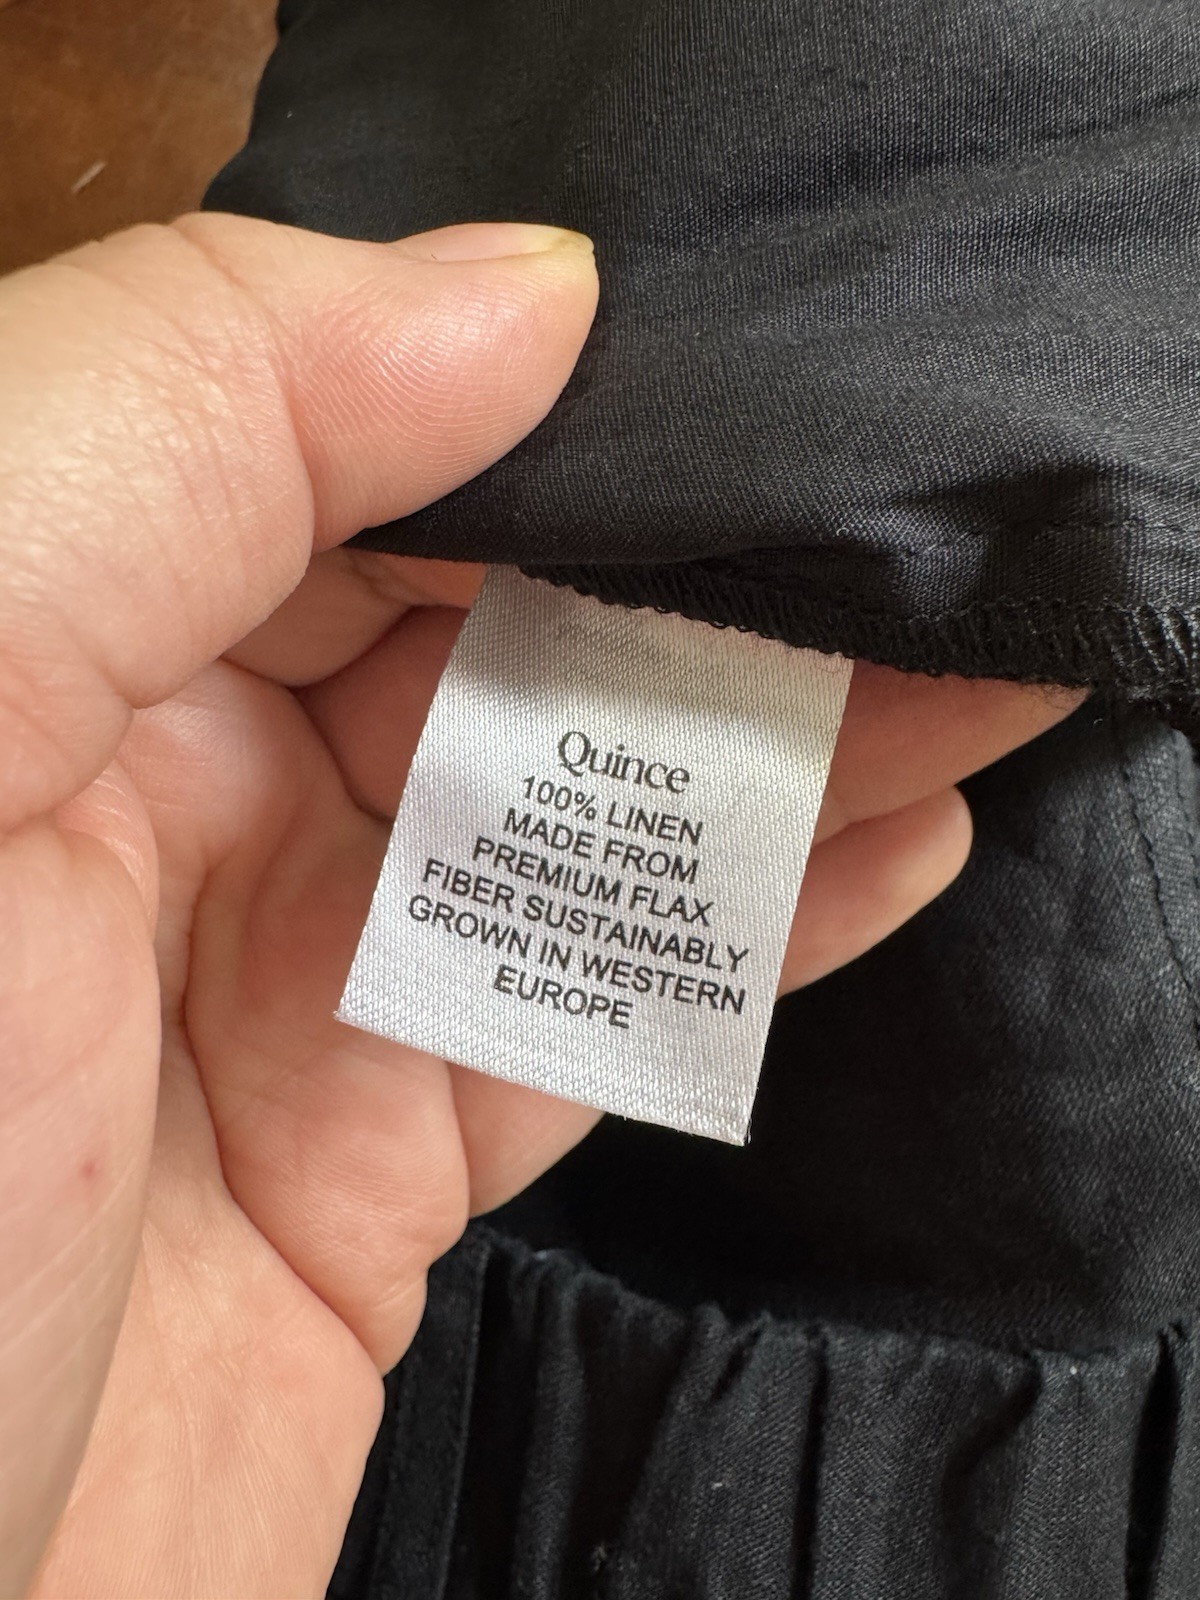 Quince
100% LINEN
MADE FROM
PREMIUM FLAX
FIBER SUSTAINABLY
GROWN IN WESTERN
EUROPE